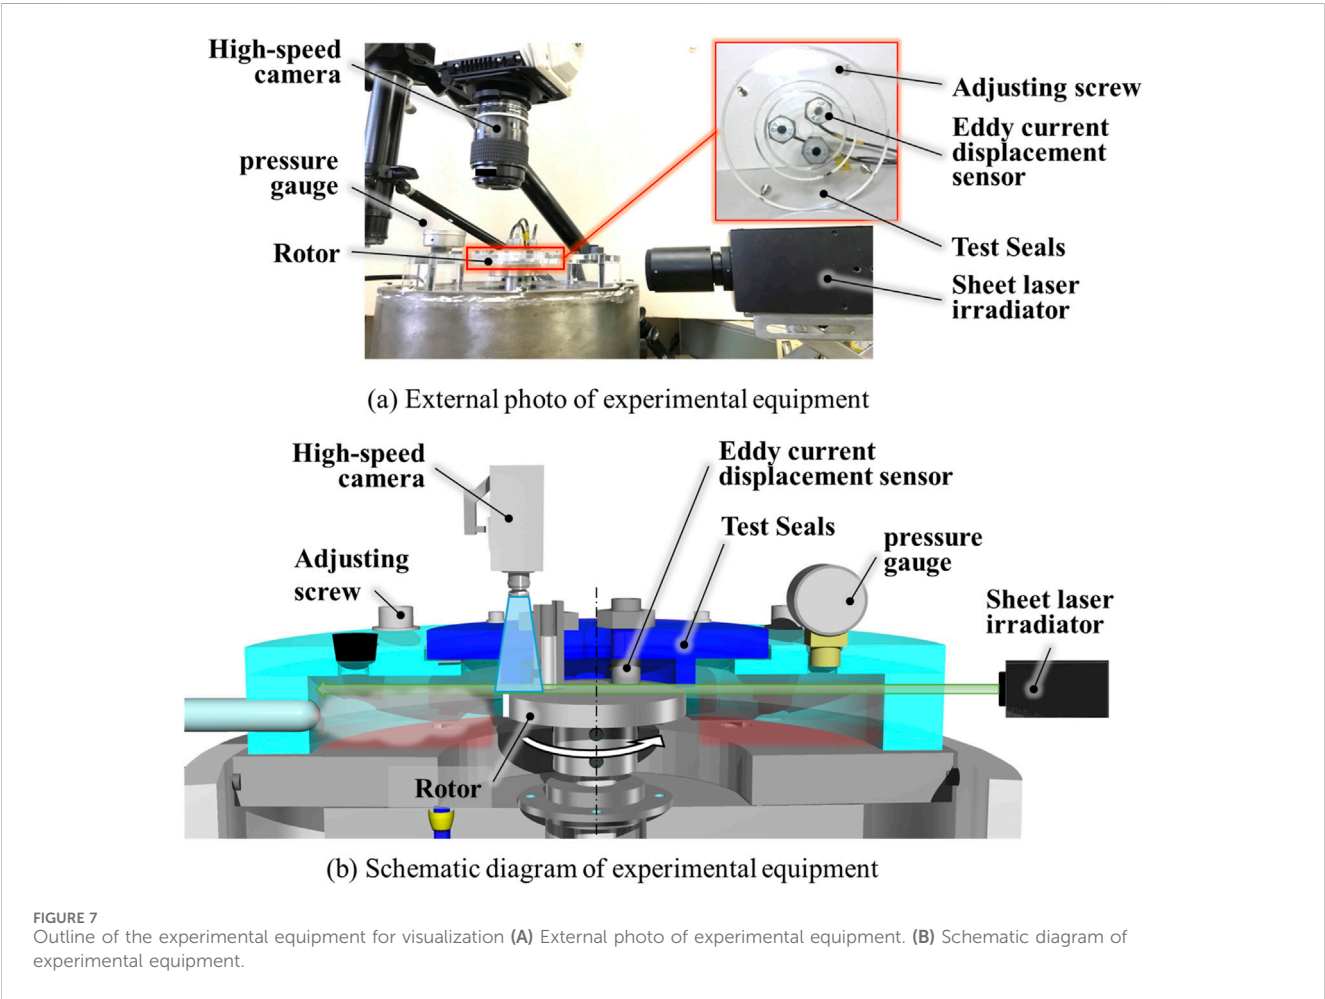 High-speed
camera
pressure
gauge
Rotor
Adjusting screw
Eddy current
displacement
sensor
Test Seals
Sheet laser
irradiator
(a) External photo of experimental equipment
High-speed
camera
Eddy current
displacement sensor
Test Seals
Adjusting
screw
pressure
gauge
Sheet laser
irradiator
Rotor
(b) Schematic diagram of experimental equipment
FIGURE 7
Outline of the experimental equipment for visualization (A) External photo of experimental equipment. (B) Schematic diagram of
experimental equipment.